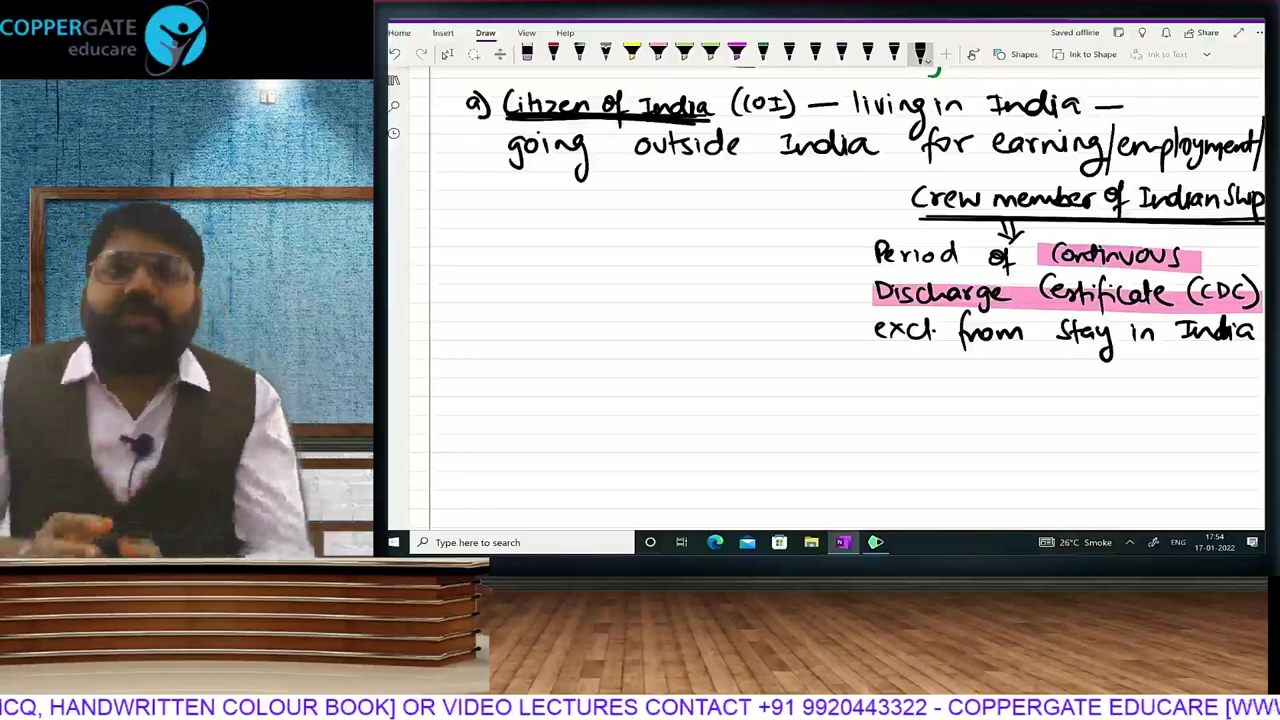 COPPERGATE
educare
Home Insert Draw View Help
Saved offline
Share
Shapes
Ink to Shape
Ink to Text
a) Citizen of India (COI) — living in India —
going outside India for earning/employment/
Crew member of Indian Ship
⇓
Period of Continuous
Discharge Certificate (CDC)
excl. from stay in India
Type here to search
26°C Smoke
ENG
17:54
17-01-2022
ICQ, HANDWRITTEN COLOUR BOOK] OR VIDEO LECTURES CONTACT +91 9920443322 - COPPERGATE EDUCARE [WW